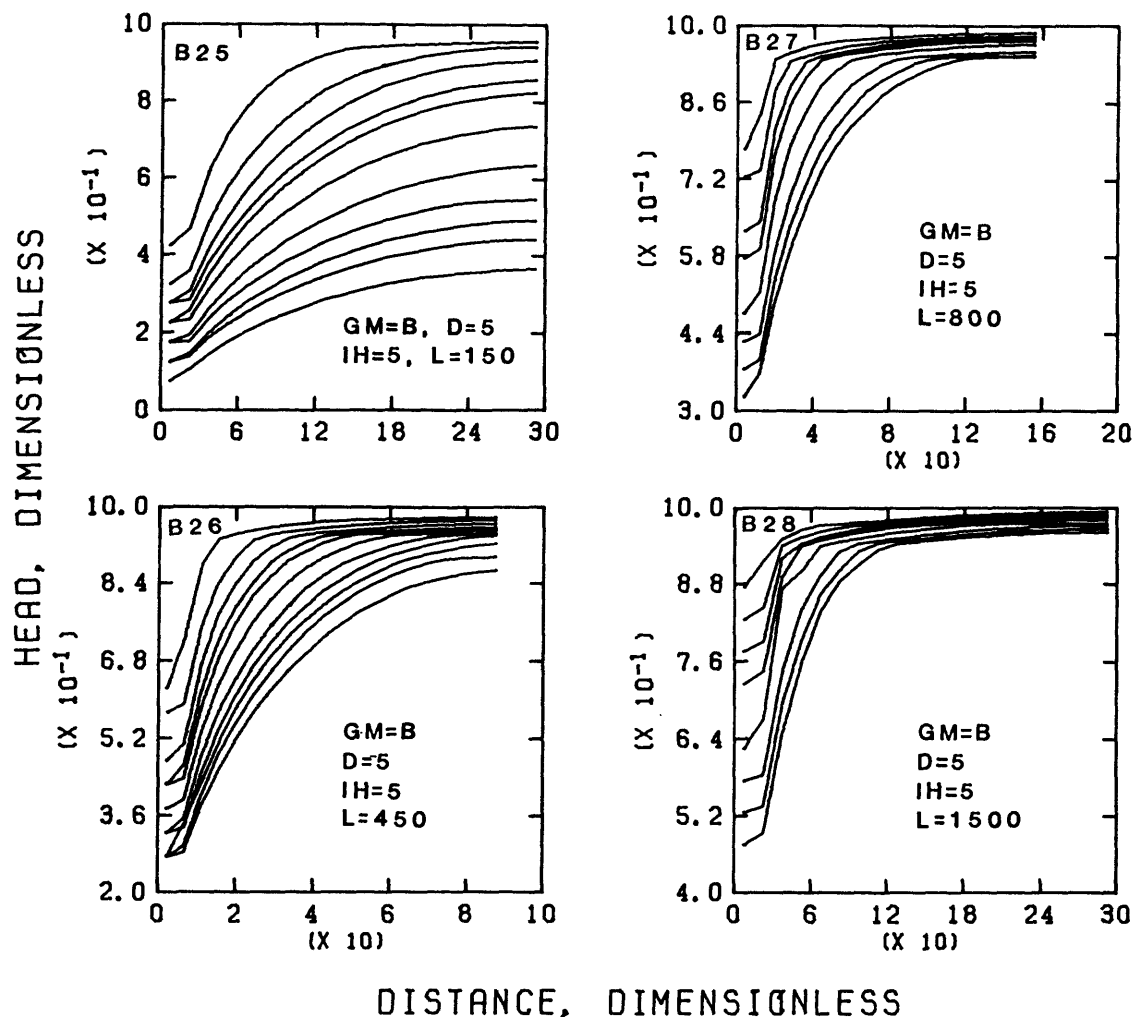 HEAD, DIMENSIONLESS
B25
10
8
6
4
2
0
(X 10⁻¹)
GM=B, D=5
IH=5, L=150
0 6 12 18 24 30
B27
10.0
8.6
7.2
5.8
4.4
3.0
(X 10⁻¹)
GM=B
D=5
IH=5
L=800
0 4 8 12 16 20
(X 10)
B26
10.0
8.4
6.8
5.2
3.6
2.0
(X 10⁻¹)
GM=B
D=5
IH=5
L=450
0 2 4 6 8 10
(X 10)
B28
10.0
8.8
7.6
6.4
5.2
4.0
(X 10⁻¹)
GM=B
D=5
IH=5
L=1500
0 6 12 18 24 30
(X 10)
DISTANCE, DIMENSIONLESS